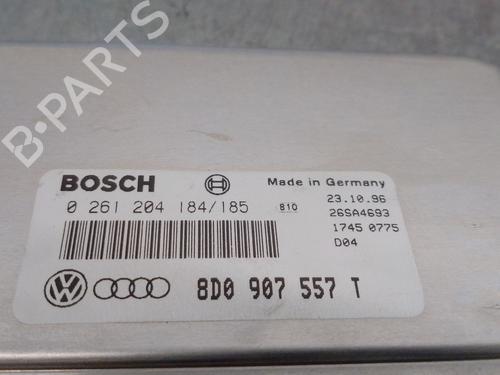 BOSCH
Made in Germany
0 261 204 184/185 810
23.10.96
26SA4693
1745 0775
D04
8D0 907 557 T
B-PARTS